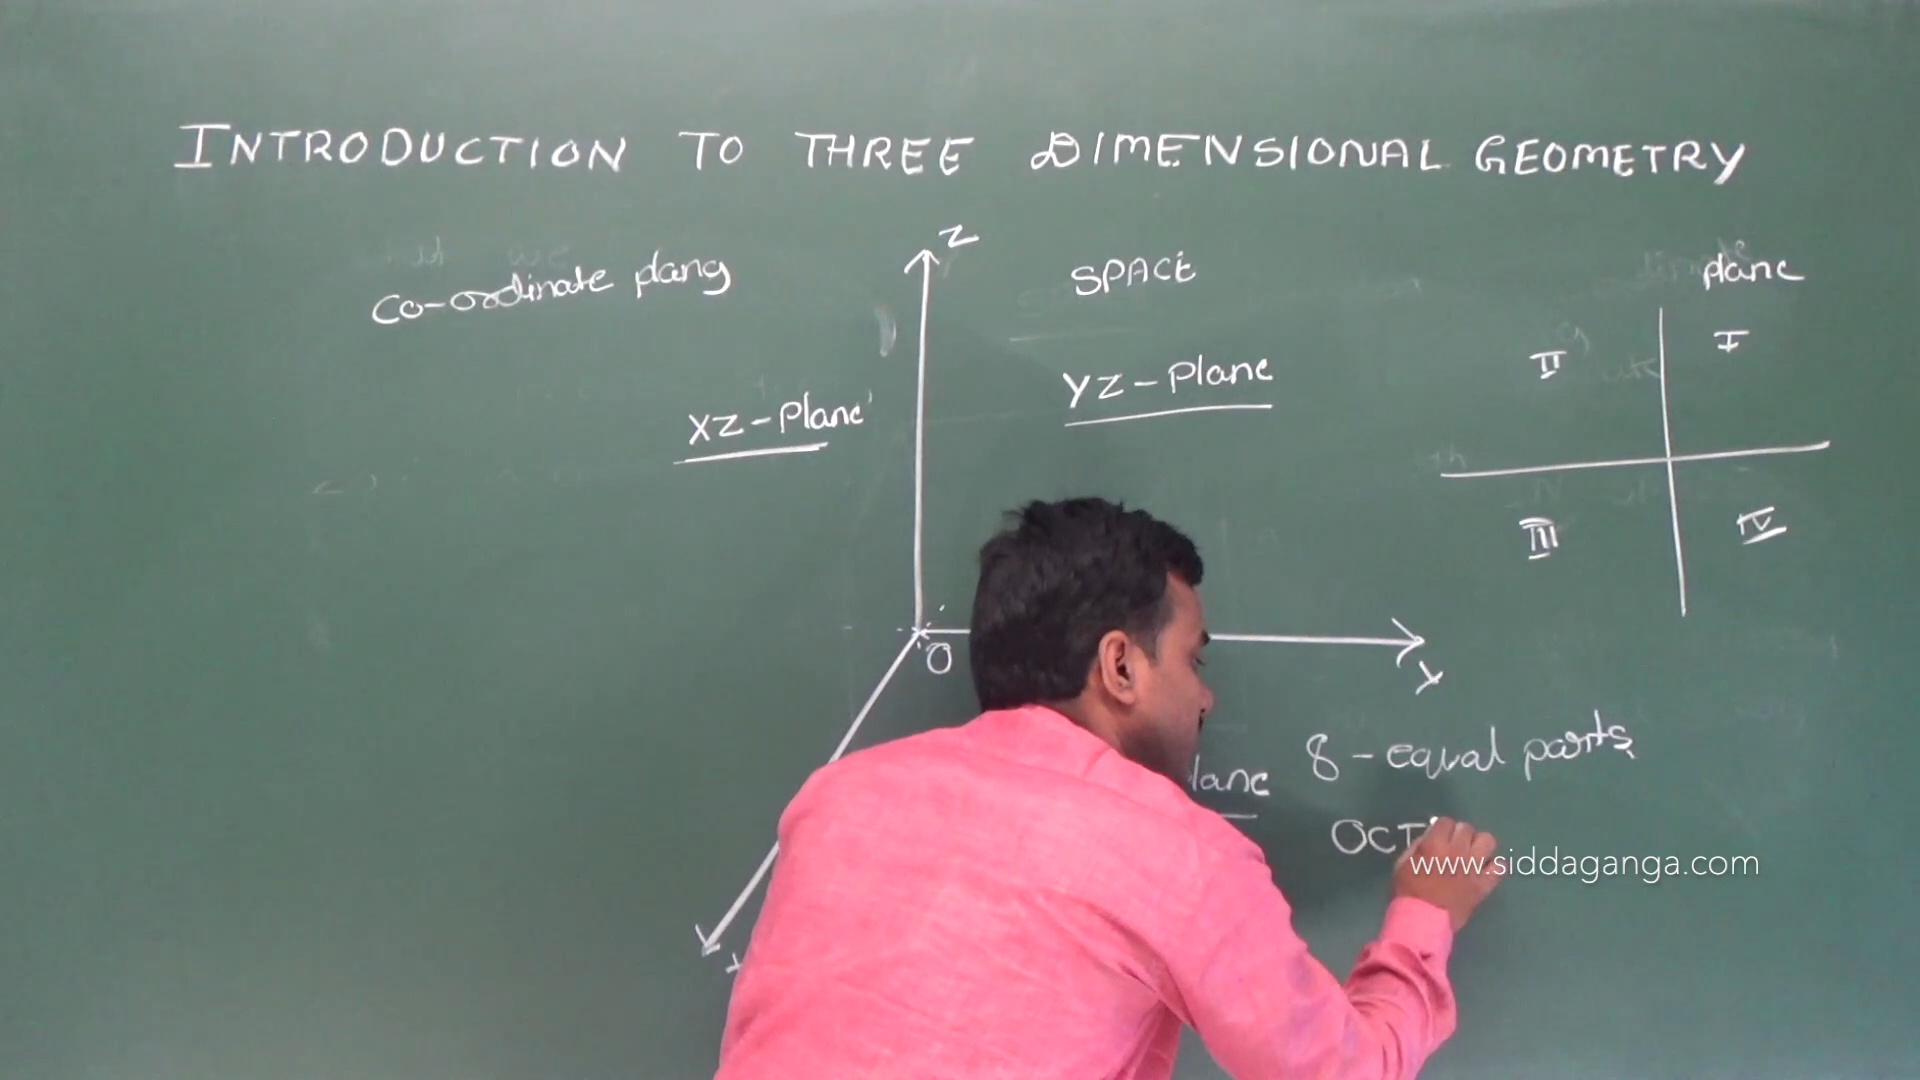 INTRODUCTION TO THREE DIMENSIONAL GEOMETRY
Z
Co-ordinate plang
SPACE
plane
I
II
YZ-Plane
XZ-Plane
III
IV
O
Y
8-equal parts
lane
OCT
www.siddaganga.com